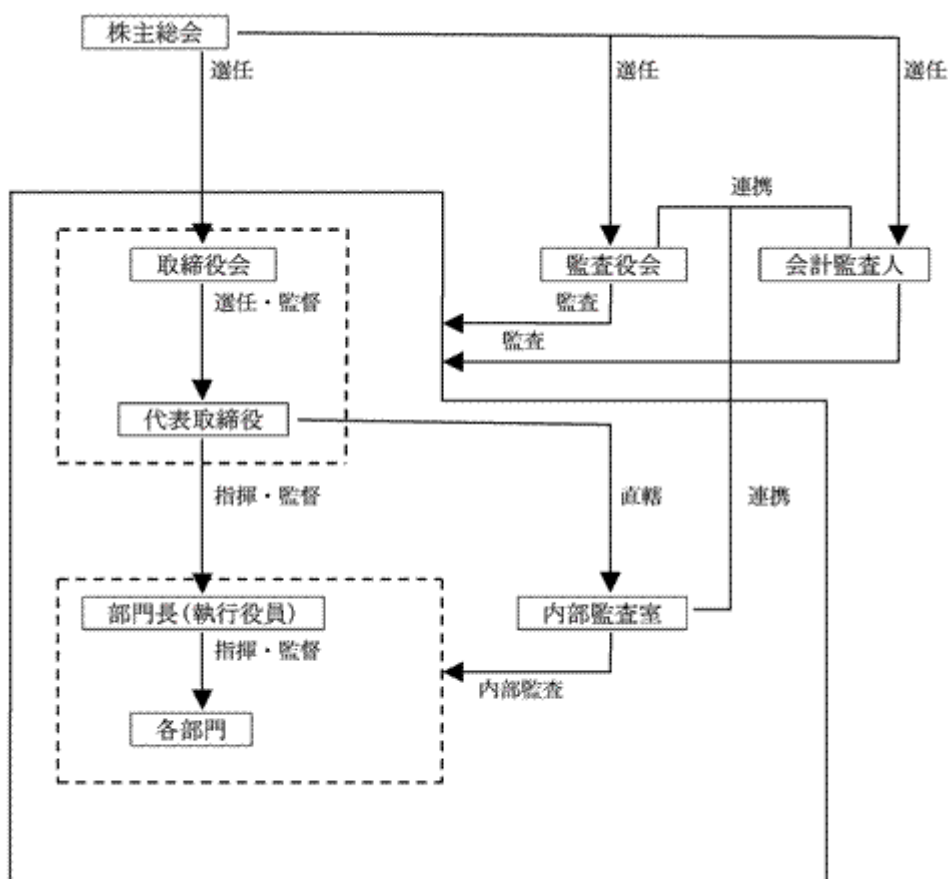 株主総会
選任
選任
選任
連携
取締役会
監査役会
会計監査人
選任・監督
監査
監査
代表取締役
指揮・監督
直轄
連携
部門長(執行役員)
内部監査室
指揮・監督
内部監査
各部門